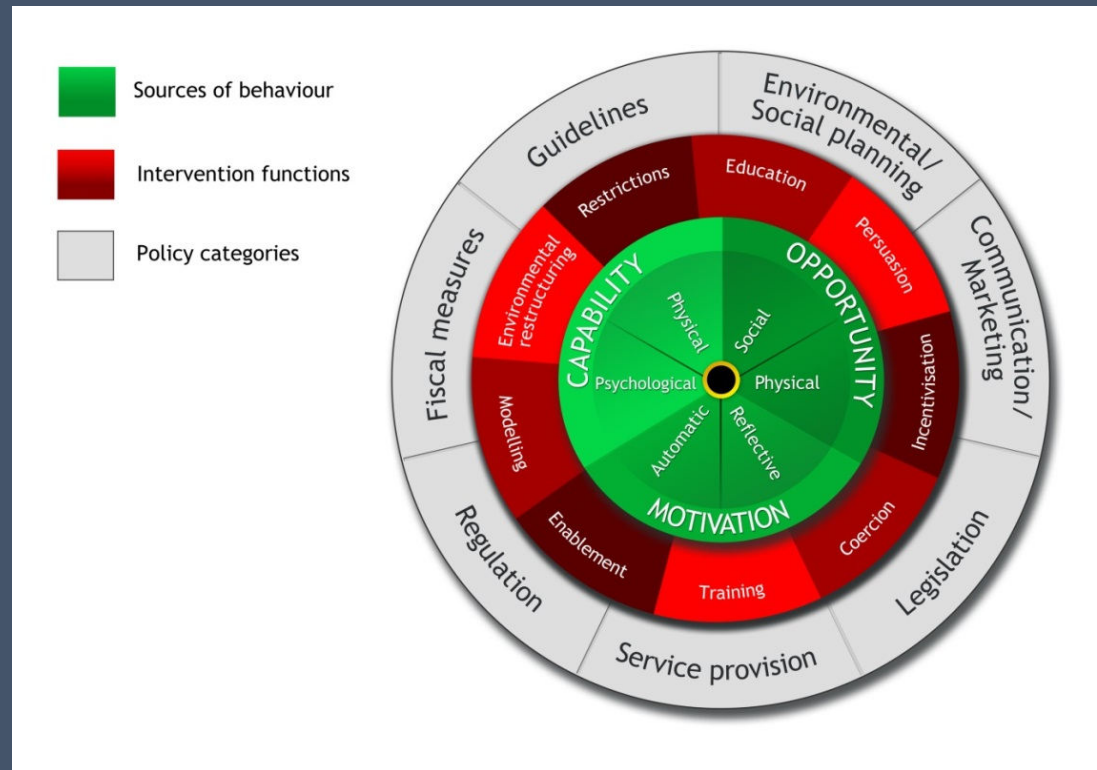 Sources of behaviour
Intervention functions
Policy categories
Guidelines
Environmental/
Social planning
Communication/
Marketing
Legislation
Service provision
Regulation
Fiscal measures
Restrictions
Education
Persuasion
Incentivisation
Coercion
Training
Enablement
Modelling
Environmental
restructuring
CAPABILITY
OPPORTUNITY
MOTIVATION
Physical
Social
Physical
Reflective
Automatic
Psychological